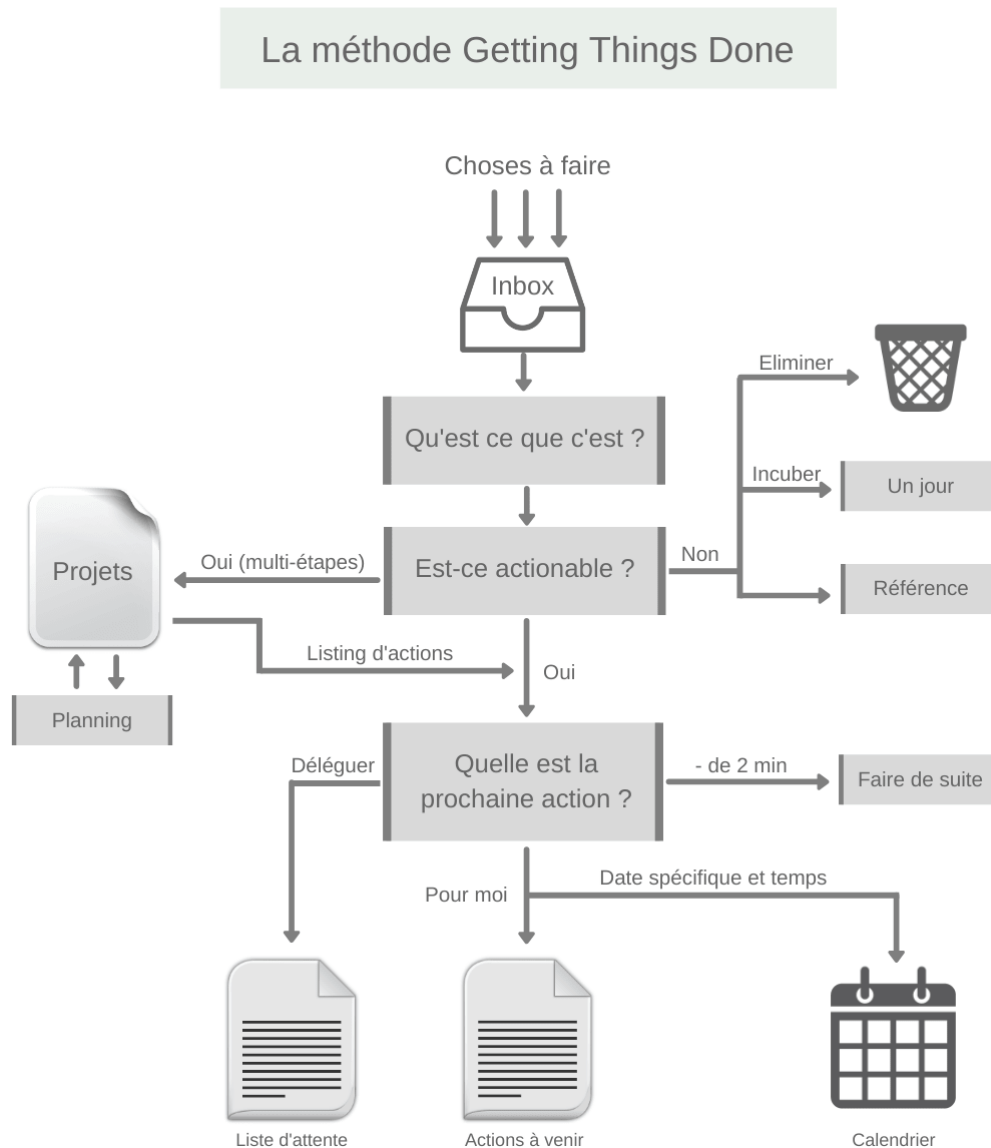 La méthode Getting Things Done
Choses à faire
Inbox
Eliminer
Qu'est ce que c'est ?
Incuber
Un jour
Projets
Oui (multi-étapes)
Est-ce actionable ?
Non
Référence
Listing d'actions
Oui
Planning
Déléguer
Quelle est la
prochaine action ?
- de 2 min
Faire de suite
Pour moi
Date spécifique et temps
Liste d'attente
Actions à venir
Calendrier